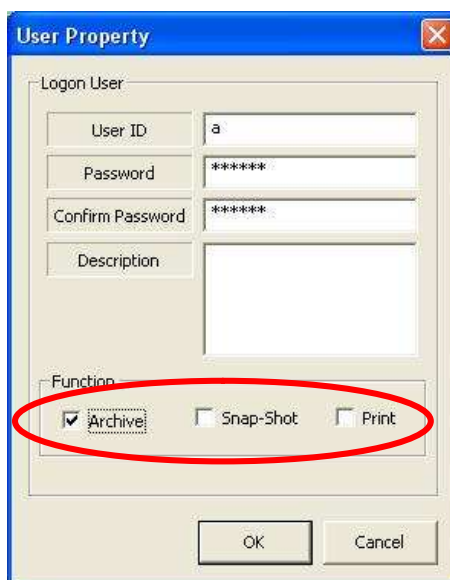 User Property
Logon User
User ID a
Password ******
Confirm Password ******
Description
Function
Archive Snap-Shot Print
OK Cancel